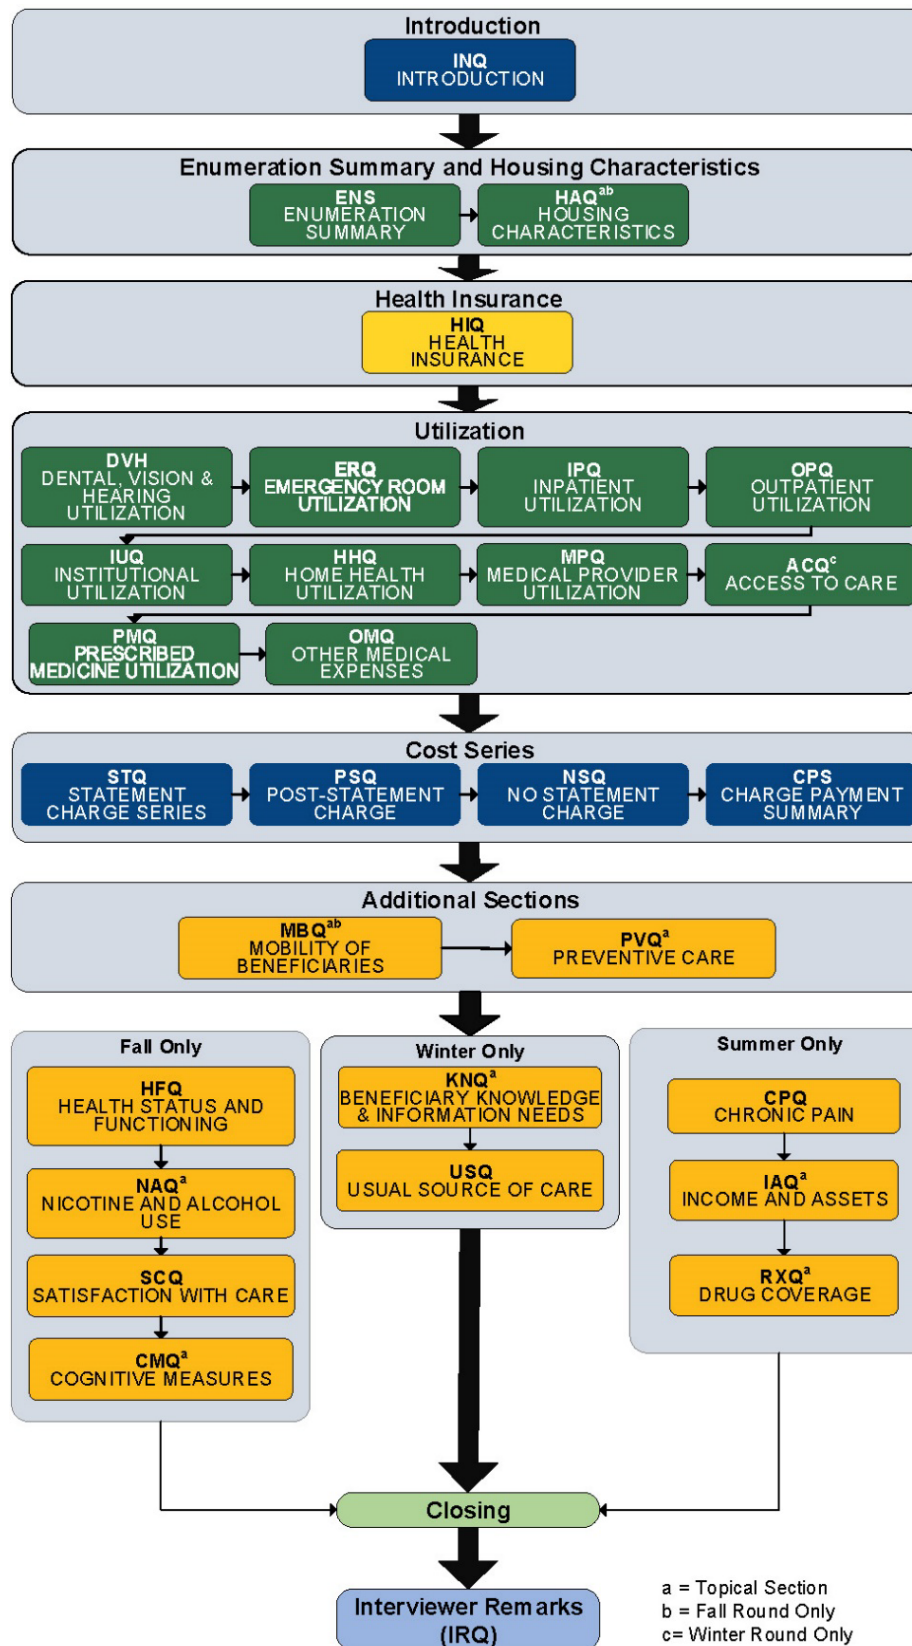 Introduction
INQ
INTRODUCTION
Enumeration Summary and Housing Characteristics
ENS
ENUMERATION
SUMMARY
HAQab
HOUSING
CHARACTERISTICS
Health Insurance
HIQ
HEALTH
INSURANCE
Utilization
DVH
DENTAL, VISION &
HEARING
UTILIZATION
ERQ
EMERGENCY ROOM
UTILIZATION
IPQ
INPATIENT
UTILIZATION
OPQ
OUTPATIENT
UTILIZATION
IUQ
INSTITUTIONAL
UTILIZATION
HHQ
HOME HEALTH
UTILIZATION
MPQ
MEDICAL PROVIDER
UTILIZATION
ACQc
ACCESS TO CARE
PMQ
PRESCRIBED
MEDICINE UTILIZATION
OMQ
OTHER MEDICAL
EXPENSES
Cost Series
STQ
STATEMENT
CHARGE SERIES
PSQ
POST-STATEMENT
CHARGE
NSQ
NO STATEMENT
CHARGE
CPS
CHARGE PAYMENT
SUMMARY
Additional Sections
MBQab
MOBILITY OF
BENEFICIARIES
PVQa
PREVENTIVE CARE
Fall Only
HFQ
HEALTH STATUS AND
FUNCTIONING
NAQa
NICOTINE AND ALCOHOL
USE
SCQ
SATISFACTION WITH CARE
CMQa
COGNITIVE MEASURES
Winter Only
KNQa
BENEFICIARY KNOWLEDGE
& INFORMATION NEEDS
USQ
USUAL SOURCE OF CARE
Summer Only
CPQ
CHRONIC PAIN
IAQa
INCOME AND ASSETS
RXQa
DRUG COVERAGE
Closing
Interviewer Remarks
(IRQ)
a = Topical Section
b = Fall Round Only
c= Winter Round Only